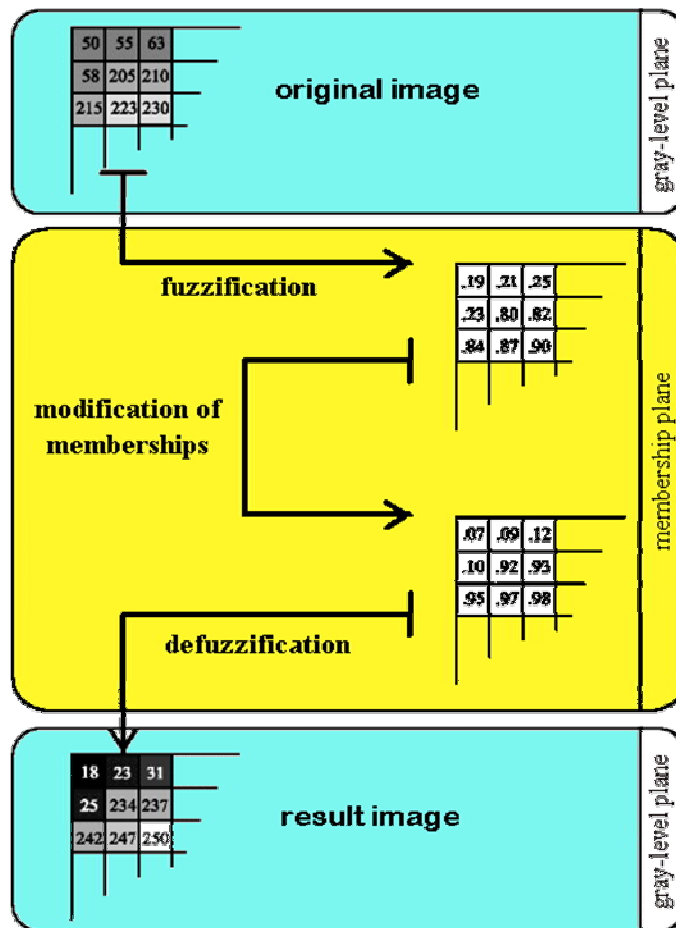 50 55 63
58 205 210
215 223 230
original image
gray-level plane
fuzzification
.19 .21 .25
.23 .80 .82
.84 .87 .90
modification of
memberships
membership plane
.07 .09 .12
.10 .92 .93
.95 .97 .98
defuzzification
18 23 31
25 234 237
242 247 250
result image
gray-level plane